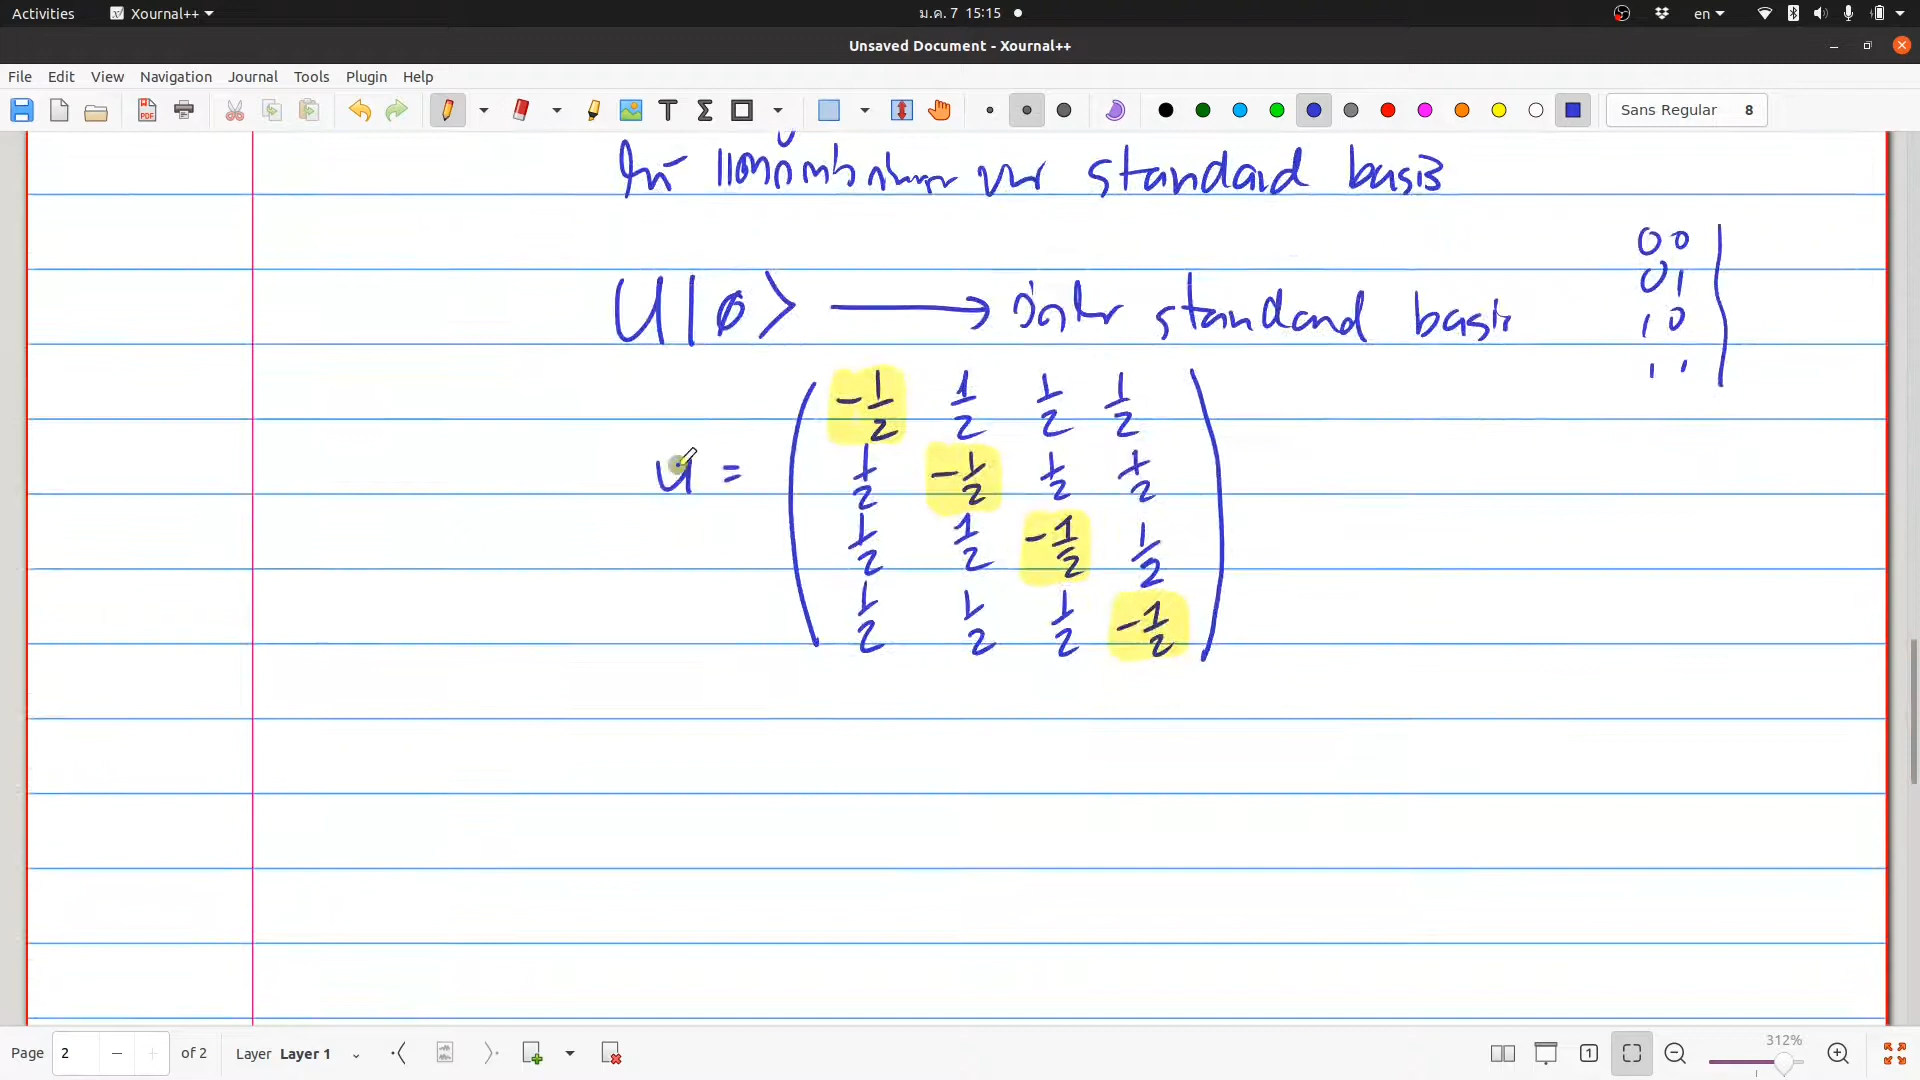 Activities Xournal++ ม.ค. 7 15:15 en
Unsaved Document - Xournal++
File Edit View Navigation Journal Tools Plugin Help
Sans Regular 8
standard basis
00
01
10
11
U|φ⟩ → standard basis
U =
-1/2 1/2 1/2 1/2
1/2 -1/2 1/2 1/2
1/2 1/2 -1/2 1/2
1/2 1/2 1/2 -1/2
Page 2 of 2 Layer Layer 1 312%